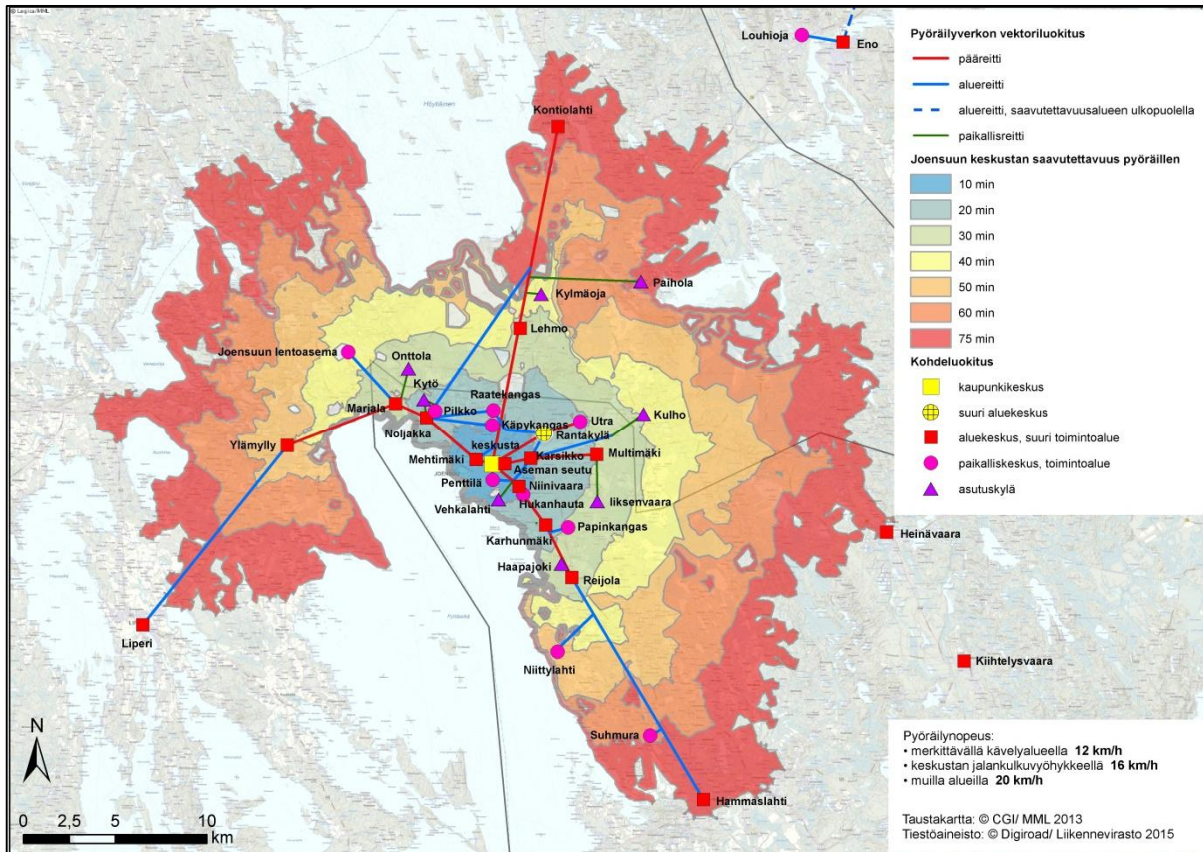 © Logica/MML
Höytiäinen
Pyhäselkä
Louhioja
Eno
Kontiolahti
Paihola
Kylmäoja
Lehmo
Joensuun lentoasema
Onttola
Kytö
Raatekangas
Marjala
Pilkko
Utra
Kulho
Käpykangas
Noljakka
Rantakylä
Ylämylly
keskusta
Mehtimäki
Karsikko
Multimäki
Aseman seutu
Penttilä
Niinivaara
Hukanhauta
Iiksenvaara
Vehkalahti
Papinkangas
Karhunmäki
Heinävaara
Haapajoki
Reijola
Liperi
Niittylahti
Kiihtelysvaara
Suhmura
Hammaslahti
N
0 2,5 5 10
km
Pyöräilyverkon vektoriluokitus
pääreitti
aluereitti
aluereitti, saavutettavuusalueen ulkopuolella
paikallisreitti
Joensuun keskustan saavutettavuus pyöräillen
10 min
20 min
30 min
40 min
50 min
60 min
75 min
Kohdeluokitus
kaupunkikeskus
suuri aluekeskus
aluekeskus, suuri toimintoalue
paikalliskeskus, toimintoalue
asutuskylä
Pyöräilynopeus:
• merkittävällä kävelyalueella 12 km/h
• keskustan jalankulkuvyöhykkeellä 16 km/h
• muilla alueilla 20 km/h
Taustakartta: © CGI/ MML 2013
Tiestöaineisto: © Digiroad/ Liikennevirasto 2015